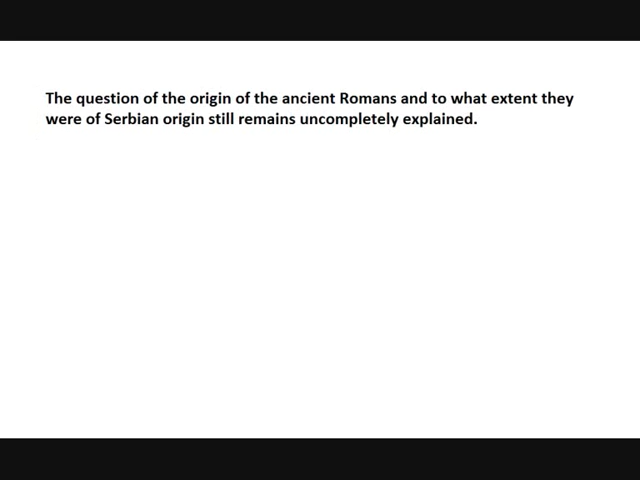 The question of the origin of the ancient Romans and to what extent they
were of Serbian origin still remains uncompletely explained.